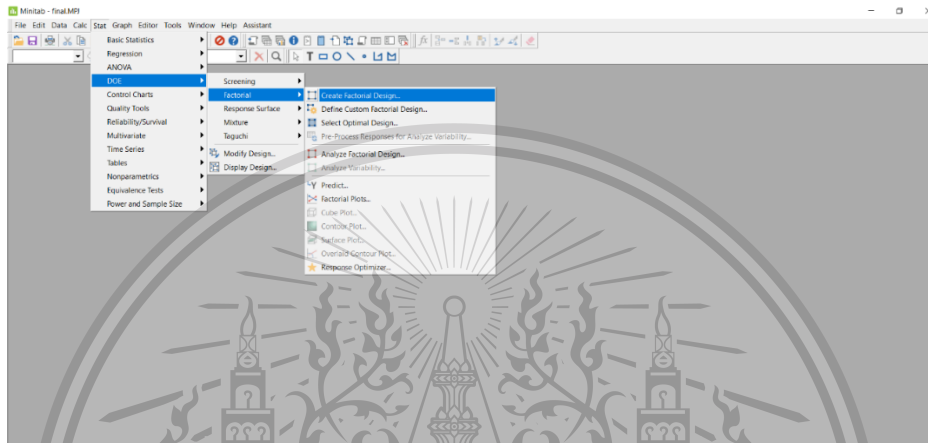 Minitab - final.MPJ
File Edit Data Calc Stat Graph Editor Tools Window Help Assistant
Basic Statistics
Regression
ANOVA
DOE
Control Charts
Quality Tools
Reliability/Survival
Multivariate
Time Series
Tables
Nonparametrics
Equivalence Tests
Power and Sample Size
Screening
Factorial
Response Surface
Mixture
Taguchi
Modify Design...
Display Design...
Create Factorial Design...
Define Custom Factorial Design...
Select Optimal Design...
Pre-Process Responses for Analyze Variability...
Analyze Factorial Design...
Analyze Variability...
Predict...
Factorial Plots...
Cube Plot...
Contour Plot...
Surface Plot...
Overlaid Contour Plot...
Response Optimizer...